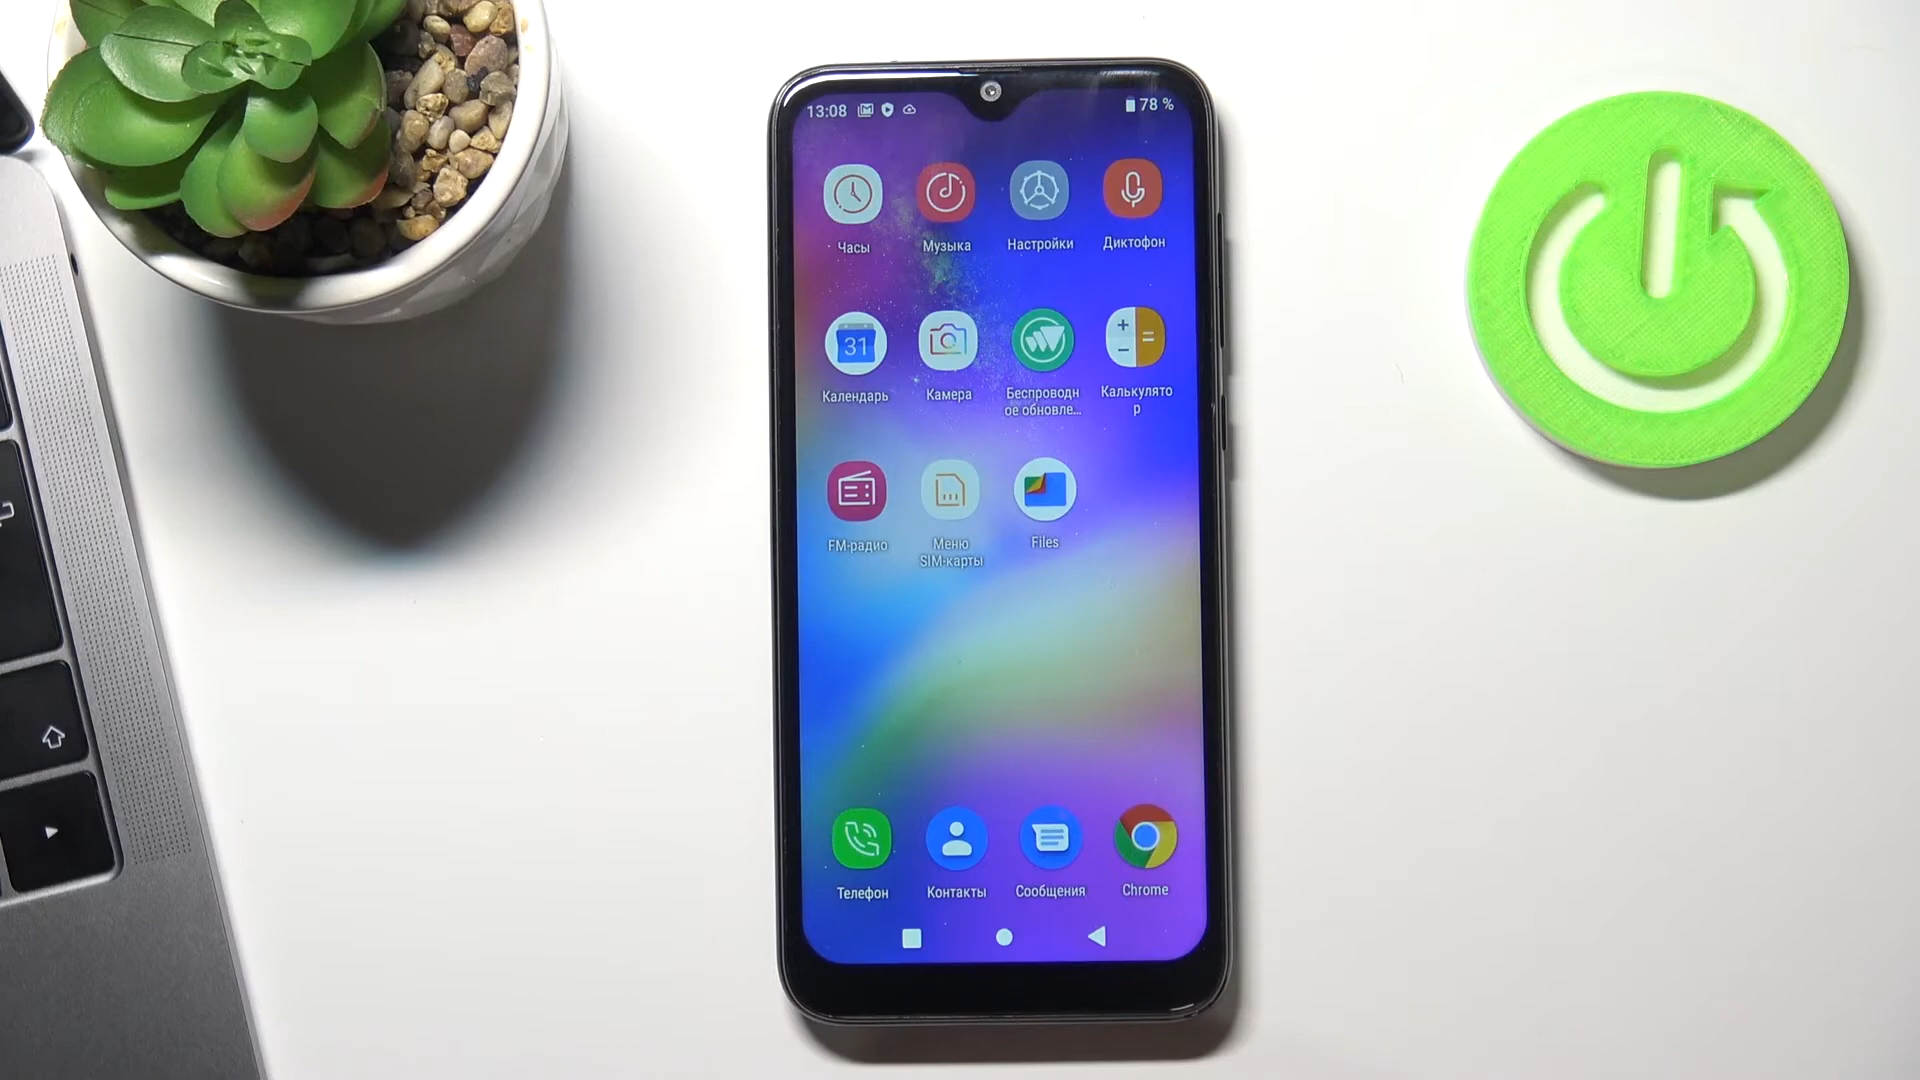 13:08
78 %
Часы
Музыка
Настройки
Диктофон
31
Календарь
Камера
Беспроводн
ое обновле...
Калькулято
р
FM-радио
Меню
SIM-карты
Files
Телефон
Контакты
Сообщения
Chrome